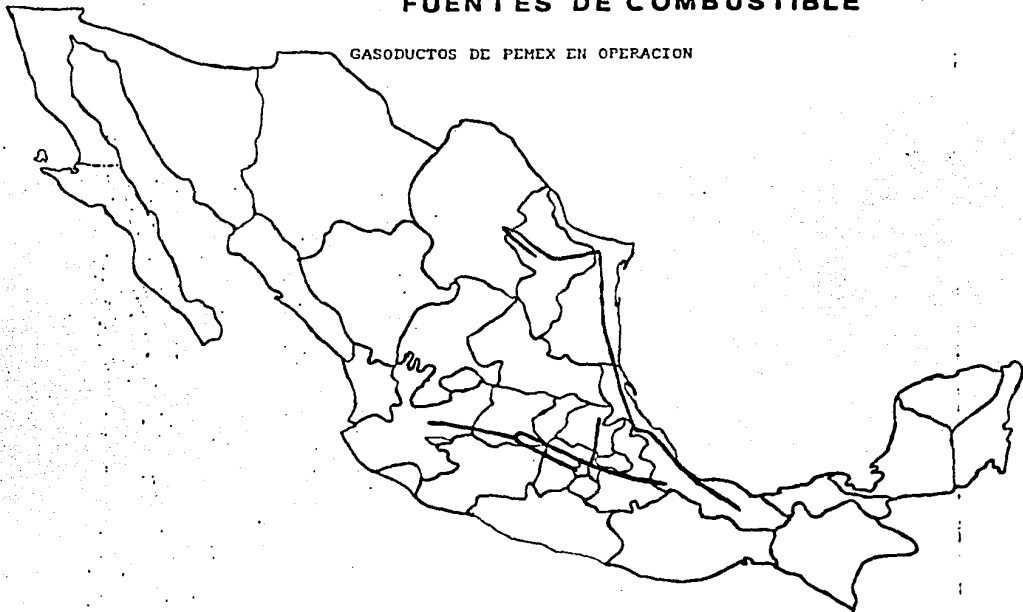 FUENTES DE COMBUSTIBLE
GASODUCTOS DE PEMEX EN OPERACION